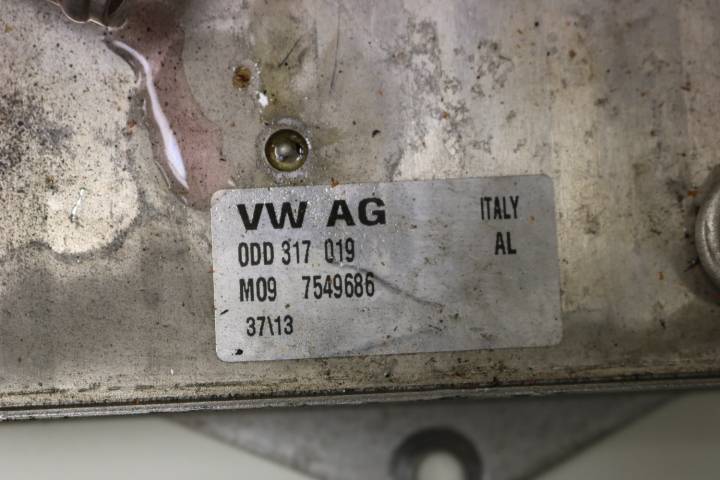 VW AG ITALY
0DD 317 019 AL
M09 7549686
37\13